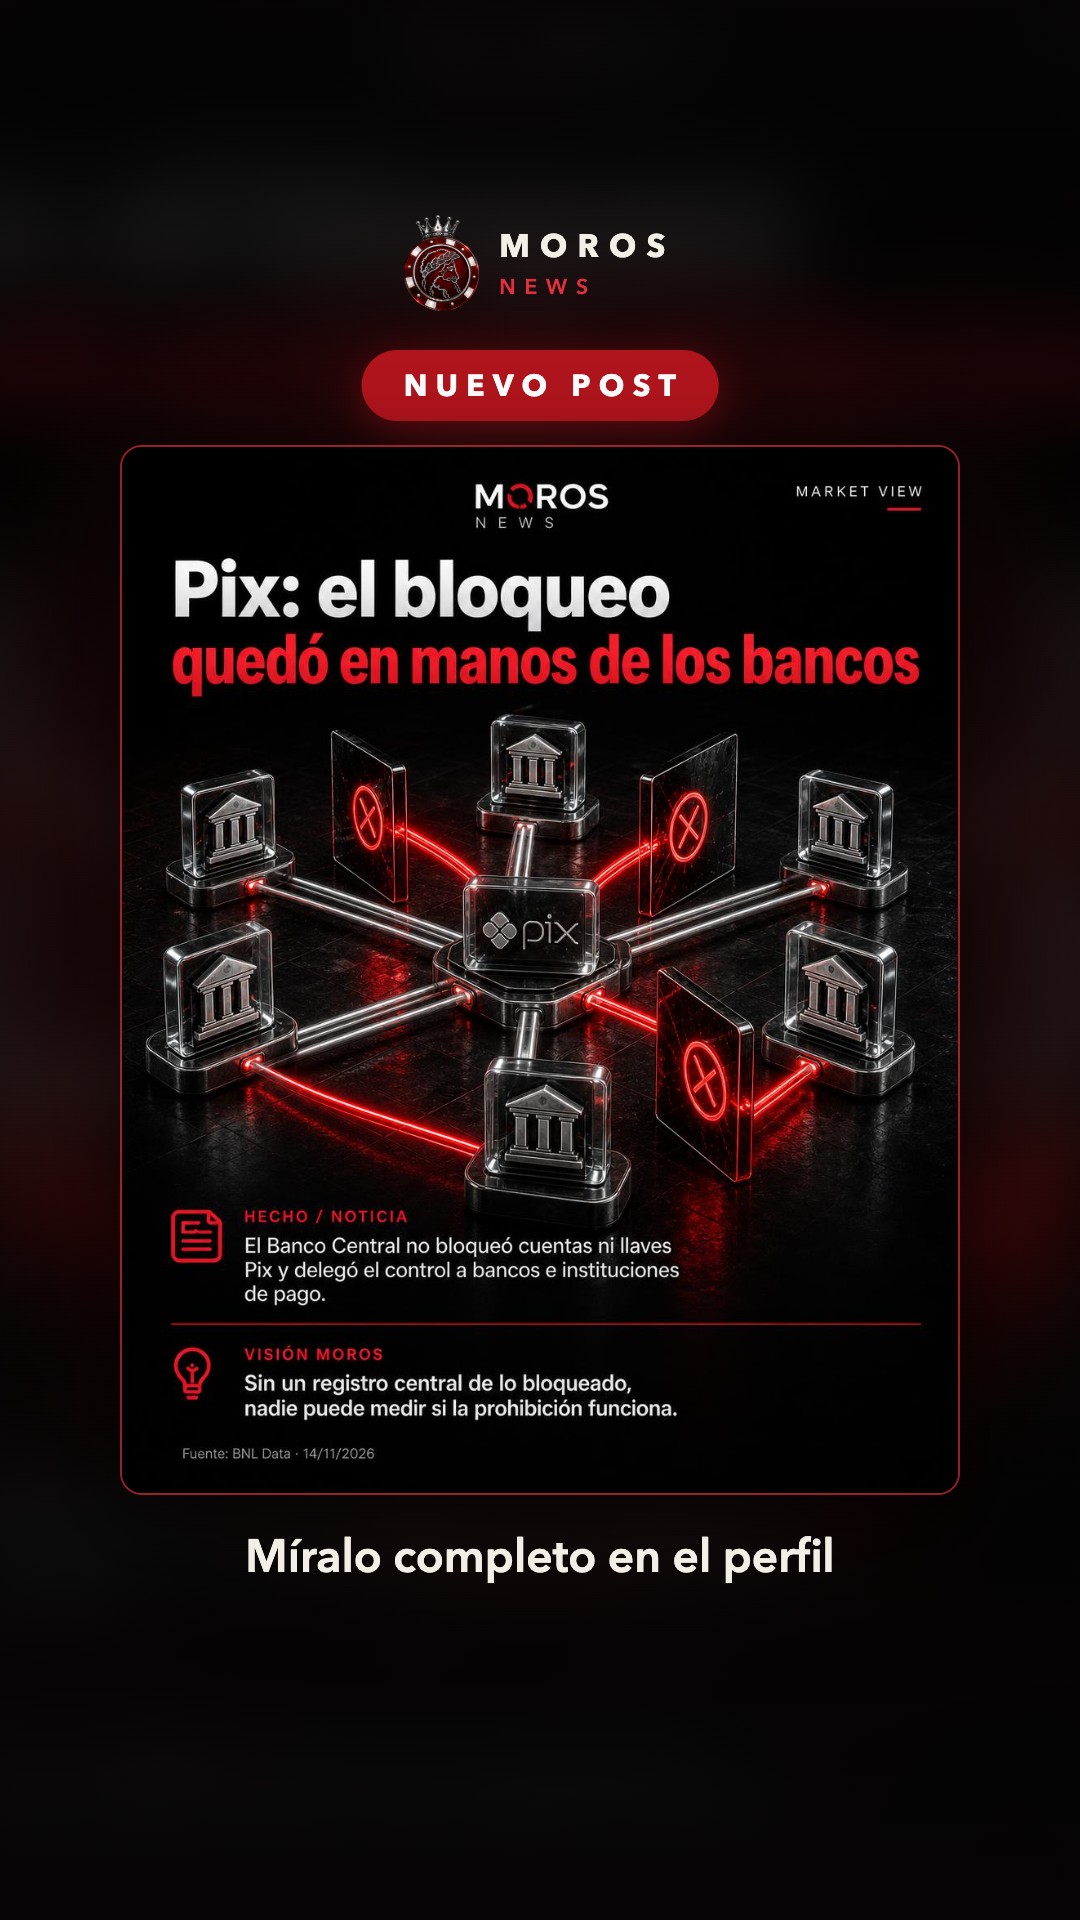 MOROS
NEWS
NUEVO POST
MOROS
NEWS
MARKET VIEW
Pix: el bloqueo
quedó en manos de los bancos
pix
HECHO / NOTICIA
El Banco Central no bloqueó cuentas ni llaves
Pix y delegó el control a bancos e instituciones
de pago.
VISIÓN MOROS
Sin un registro central de lo bloqueado,
nadie puede medir si la prohibición funciona.
Fuente: BNL Data · 14/11/2026
Míralo completo en el perfil